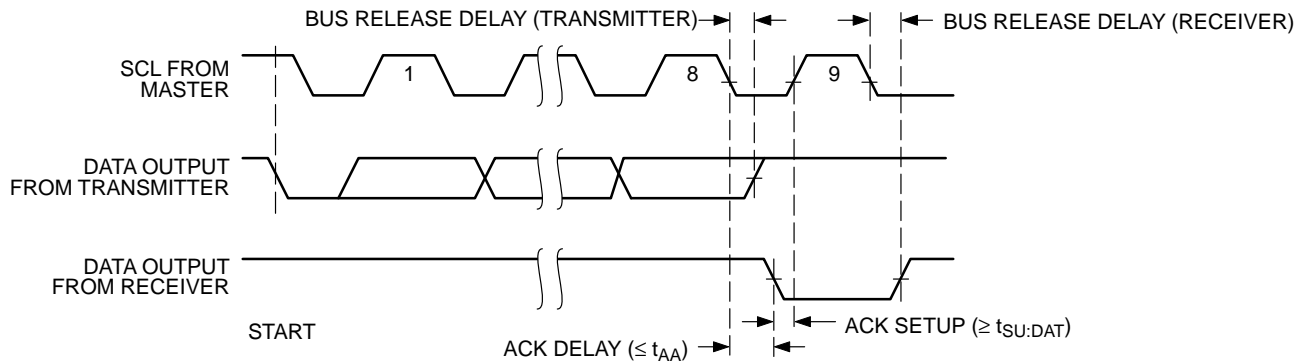 BUS RELEASE DELAY (TRANSMITTER)
BUS RELEASE DELAY (RECEIVER)
SCL FROM
MASTER
1
8
9
DATA OUTPUT
FROM TRANSMITTER
DATA OUTPUT
FROM RECEIVER
START
ACK SETUP (≥ tSU:DAT)
ACK DELAY (≤ tAA)